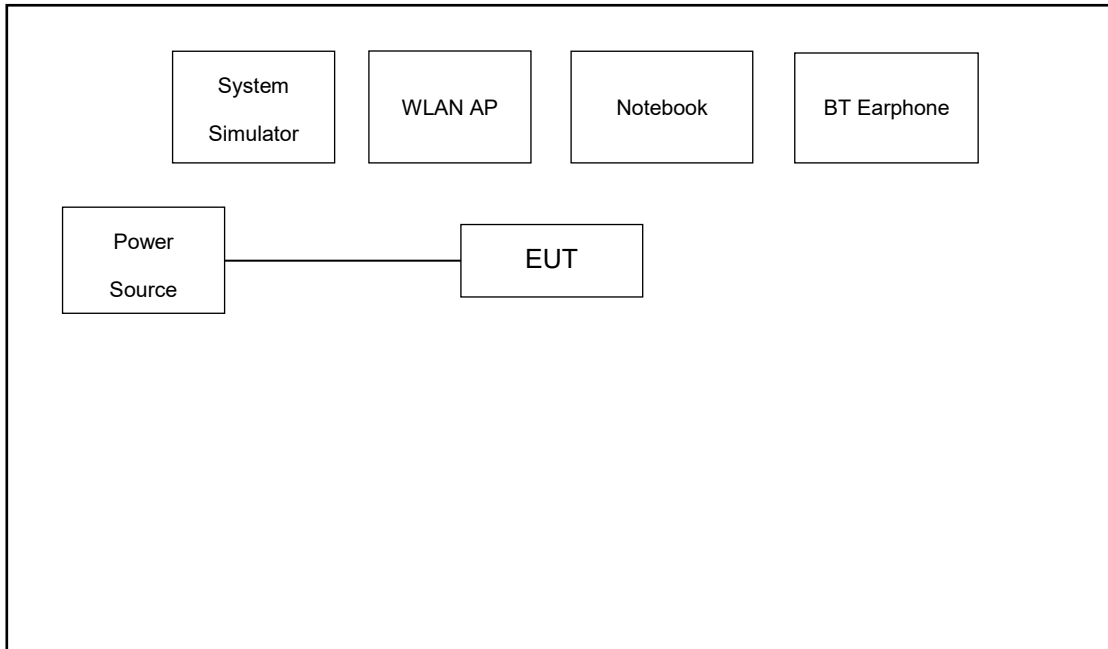 System
Simulator
WLAN AP
Notebook
BT Earphone
Power
Source
EUT